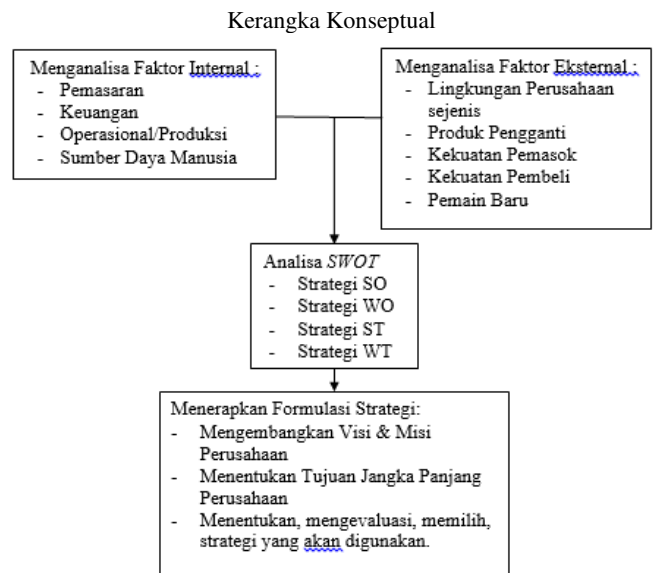 Kerangka Konseptual
Menganalisa Faktor Internal :
- Pemasaran
- Keuangan
- Operasional/Produksi
- Sumber Daya Manusia
Menganalisa Faktor Eksternal :
- Lingkungan Perusahaan
sejenis
- Produk Pengganti
- Kekuatan Pemasok
- Kekuatan Pembeli
- Pemain Baru
Analisa SWOT
- Strategi SO
- Strategi WO
- Strategi ST
- Strategi WT
Menerapkan Formulasi Strategi:
- Mengembangkan Visi & Misi
Perusahaan
- Menentukan Tujuan Jangka Panjang
Perusahaan
- Menentukan, mengevaluasi, memilih,
strategi yang akan digunakan.